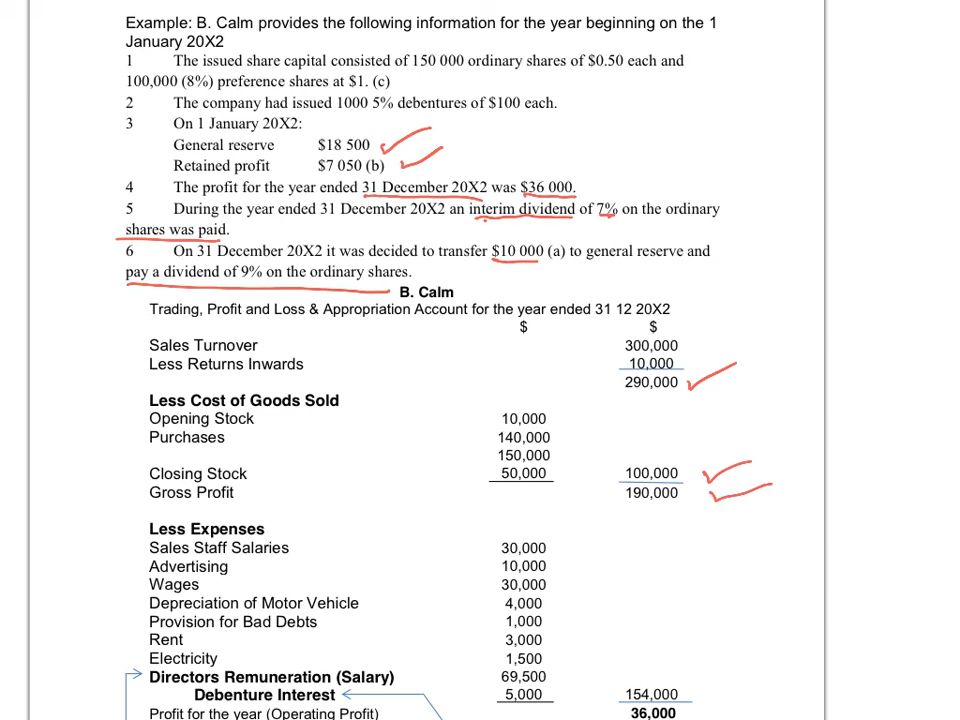 Example: B. Calm provides the following information for the year beginning on the 1
January 20X2
1 The issued share capital consisted of 150 000 ordinary shares of $0.50 each and
100,000 (8%) preference shares at $1. (c)
2 The company had issued 1000 5% debentures of $100 each.
3 On 1 January 20X2:
General reserve $18 500
Retained profit $7 050 (b)
4 The profit for the year ended 31 December 20X2 was $36 000.
5 During the year ended 31 December 20X2 an interim dividend of 7% on the ordinary
shares was paid.
6 On 31 December 20X2 it was decided to transfer $10 000 (a) to general reserve and
pay a dividend of 9% on the ordinary shares.
B. Calm
Trading, Profit and Loss & Appropriation Account for the year ended 31 12 20X2
$ $
Sales Turnover 300,000
Less Returns Inwards 10,000
290,000
Less Cost of Goods Sold
Opening Stock 10,000
Purchases 140,000
150,000
Closing Stock 50,000 100,000
Gross Profit 190,000
Less Expenses
Sales Staff Salaries 30,000
Advertising 10,000
Wages 30,000
Depreciation of Motor Vehicle 4,000
Provision for Bad Debts 1,000
Rent 3,000
Electricity 1,500
Directors Remuneration (Salary) 69,500
Debenture Interest 5,000 154,000
Profit for the year (Operating Profit) 36,000